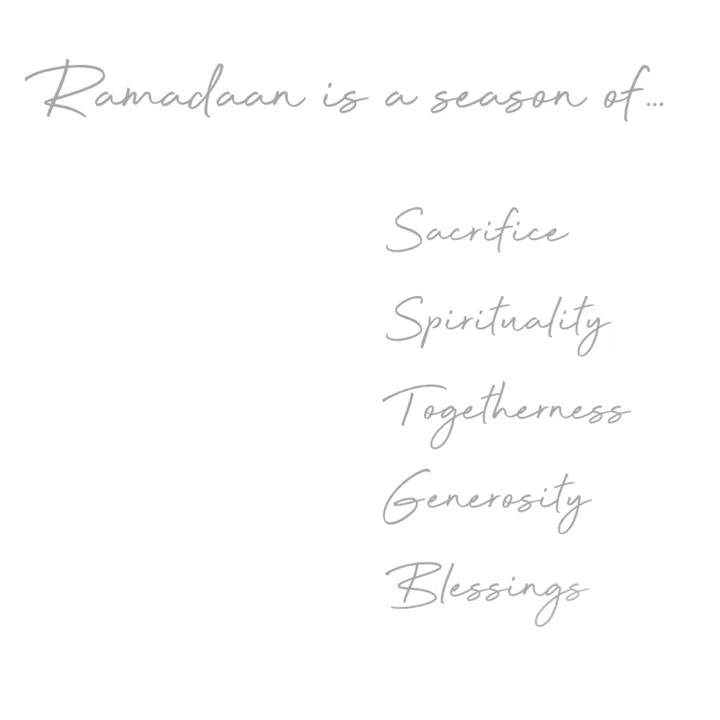 Ramadaan is a season of...
Sacrifice
Spirituality
Togetherness
Generosity
Blessings